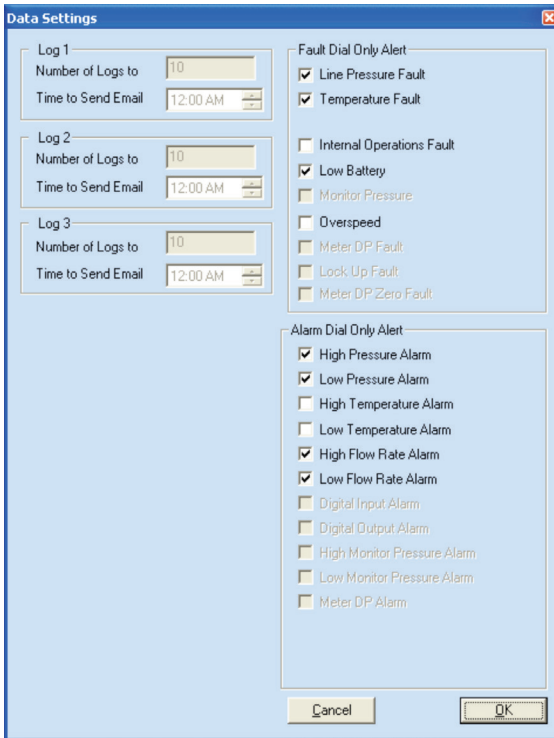 Data Settings
Log 1
Number of Logs to
10
Time to Send Email
12:00 AM
Log 2
Number of Logs to
10
Time to Send Email
12:00 AM
Log 3
Number of Logs to
10
Time to Send Email
12:00 AM
Fault Dial Only Alert
Line Pressure Fault
Temperature Fault
Internal Operations Fault
Low Battery
Monitor Pressure
Overspeed
Meter DP Fault
Lock Up Fault
Meter DP Zero Fault
Alarm Dial Only Alert
High Pressure Alarm
Low Pressure Alarm
High Temperature Alarm
Low Temperature Alarm
High Flow Rate Alarm
Low Flow Rate Alarm
Digital Input Alarm
Digital Output Alarm
High Monitor Pressure Alarm
Low Monitor Pressure Alarm
Meter DP Alarm
Cancel
OK